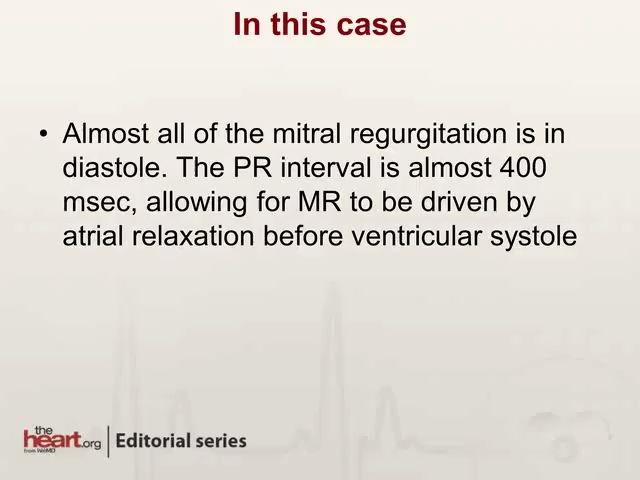 In this case
• Almost all of the mitral regurgitation is in
diastole. The PR interval is almost 400
msec, allowing for MR to be driven by
atrial relaxation before ventricular systole
the
heart.org
from WebMD
Editorial series